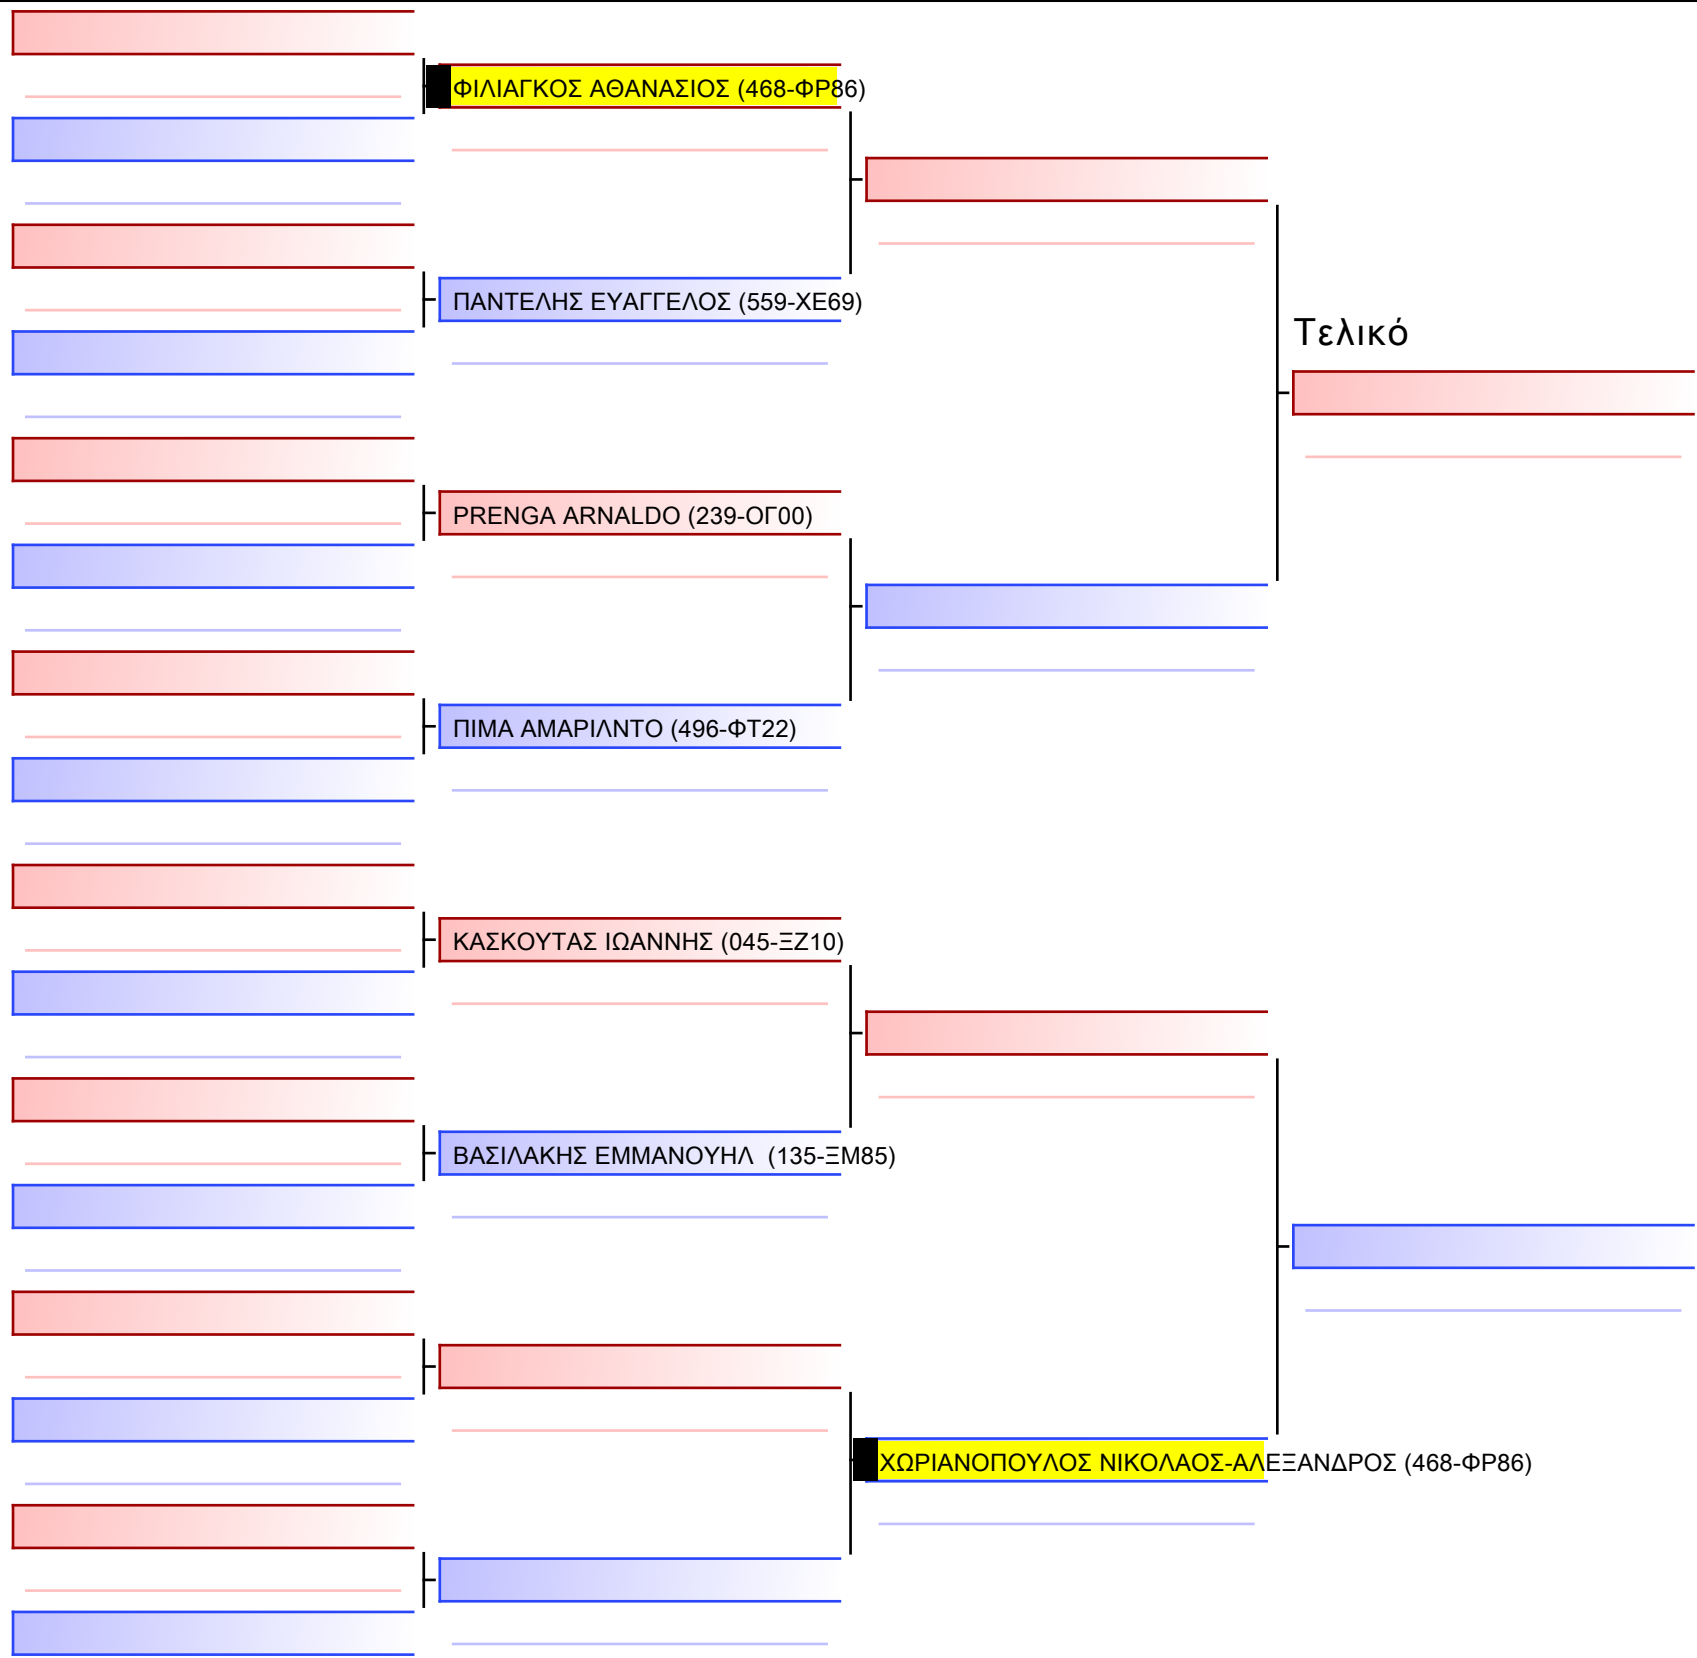 ΦΙΛΙΑΓΚΟΣ ΑΘΑΝΑΣΙΟΣ (468-ΦΡ86)
ΠΑΝΤΕΛΗΣ ΕΥΑΓΓΕΛΟΣ (559-ΧΕ69)
Τελικό
PRENGA ARNALDO (239-ΟΓ00)
ΠΙΜΑ ΑΜΑΡΙΛΝΤΟ (496-ΦΤ22)
ΚΑΣΚΟΥΤΑΣ ΙΩΑΝΝΗΣ (045-ΞΖ10)
ΒΑΣΙΛΑΚΗΣ ΕΜΜΑΝΟΥΗΛ (135-ΞΜ85)
ΧΩΡΙΑΝΟΠΟΥΛΟΣ ΝΙΚΟΛΑΟΣ-ΑΛΕΞΑΝΔΡΟΣ (468-ΦΡ86)